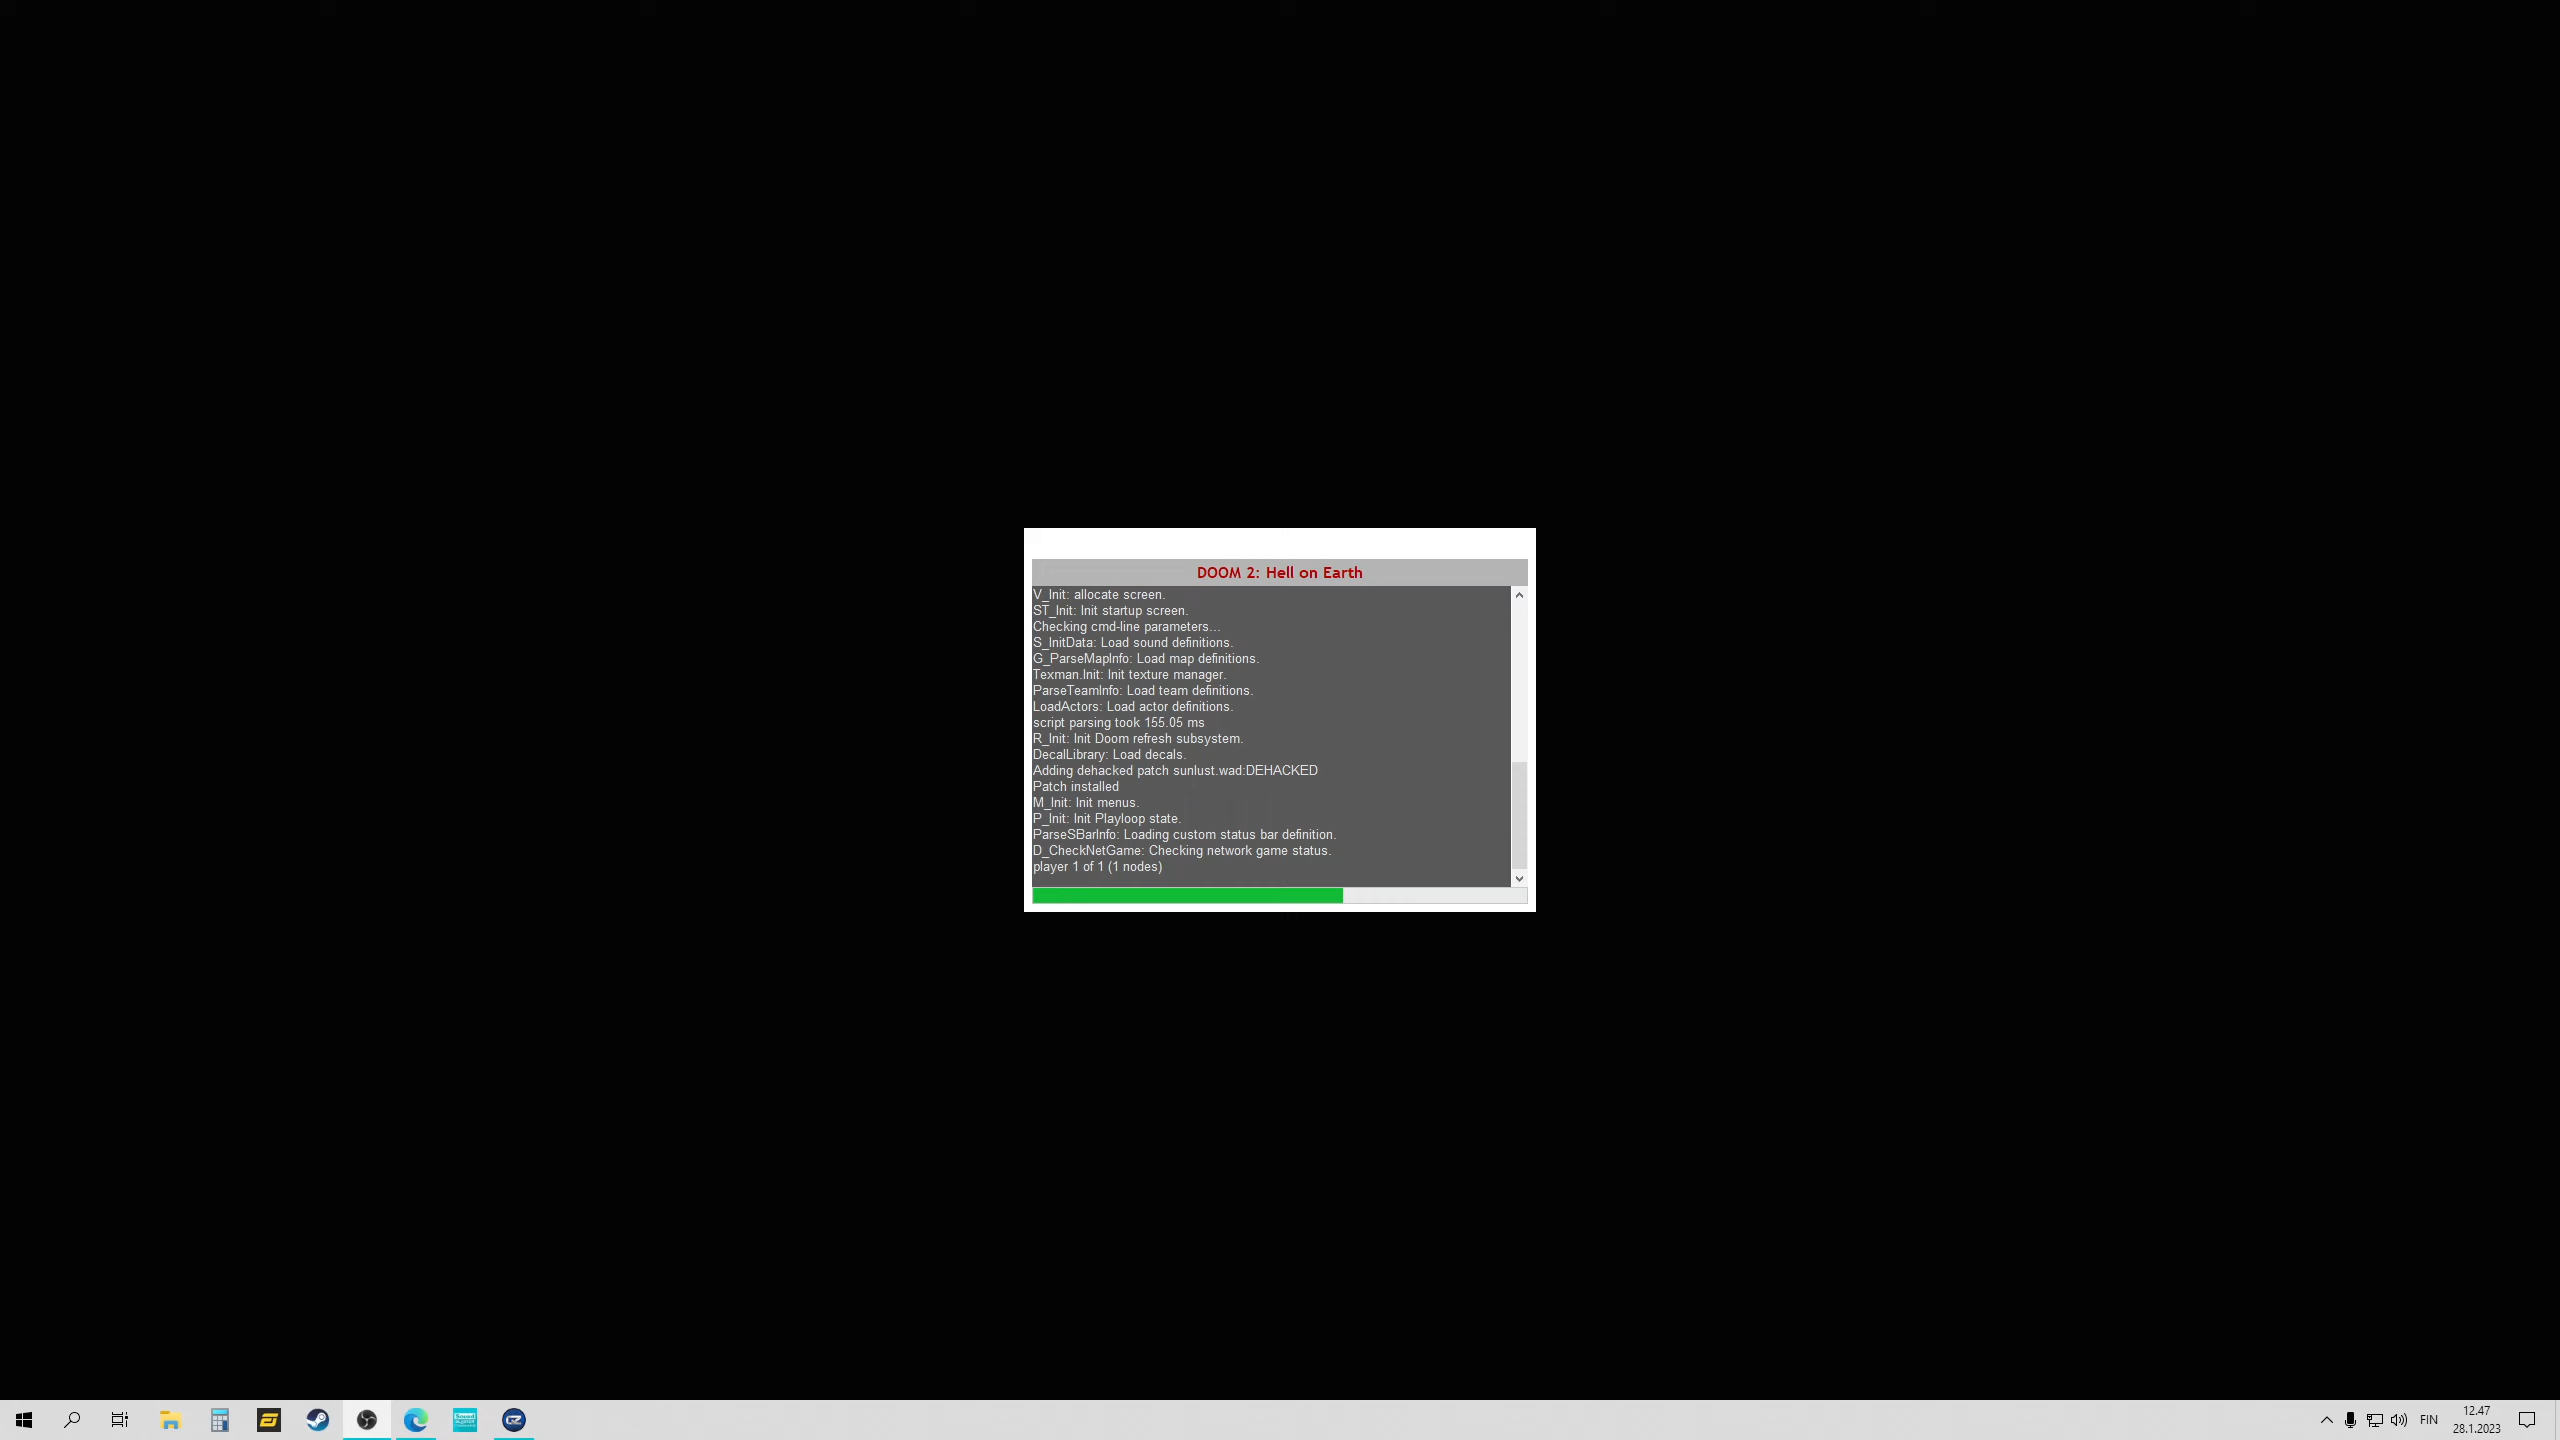 DOOM 2: Hell on Earth
V_Init: allocate screen.
ST_Init: Init startup screen.
Checking cmd-line parameters...
S_InitData: Load sound definitions.
G_ParseMapInfo: Load map definitions.
Texman.Init: Init texture manager.
ParseTeamInfo: Load team definitions.
LoadActors: Load actor definitions.
script parsing took 155.05 ms
R_Init: Init Doom refresh subsystem.
DecalLibrary: Load decals.
Adding dehacked patch sunlust.wad:DEHACKED
Patch installed
M_Init: Init menus.
P_Init: Init Playloop state.
ParseSBarInfo: Loading custom status bar definition.
D_CheckNetGame: Checking network game status.
player 1 of 1 (1 nodes)
FIN
12.47
28.1.2023